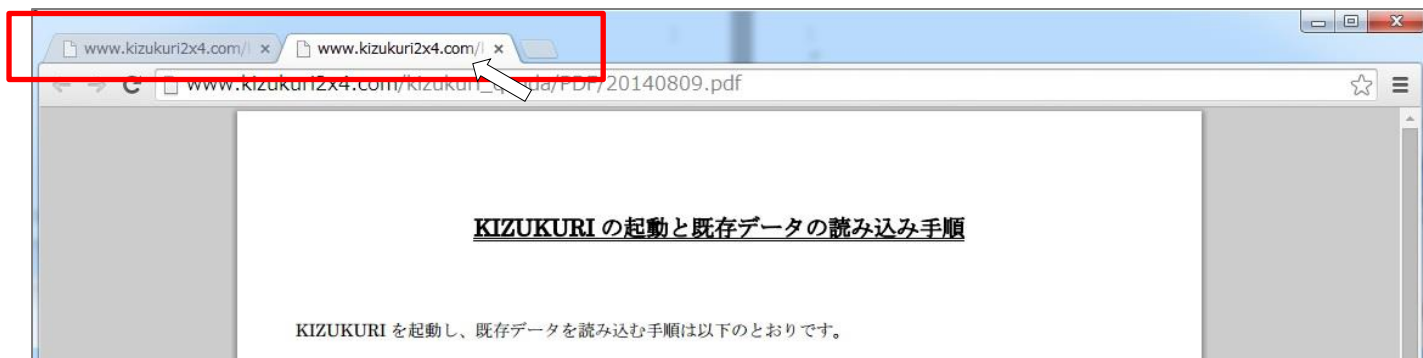 www.kizukuri2x4.com/
www.kizukuri2x4.com/
www.kizukuri2x4.com/kizukuri_q
da/PDF/20140809.pdf
KIZUKURI の起動と既存データの読み込み手順
KIZUKURI を起動し、既存データを読み込む手順は以下のとおりです。